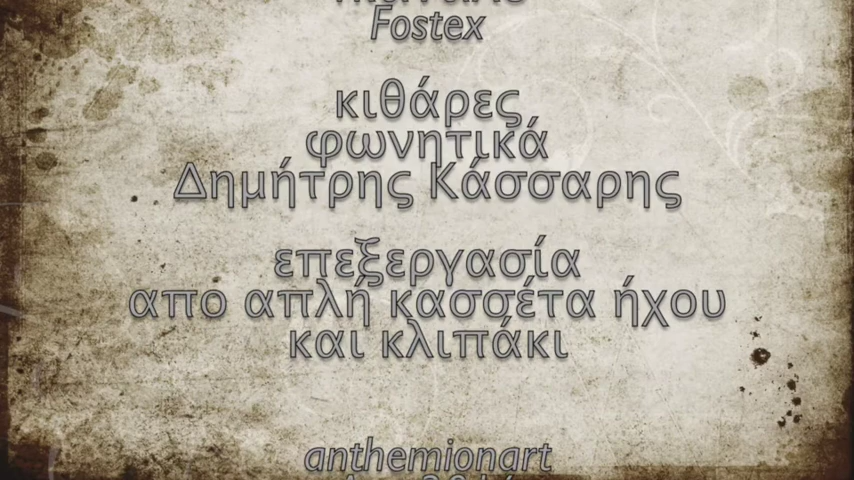 Fostex
κιθάρες
φωνητικά
Δημήτρης Κάσσαρης
επεξεργασία
απο απλή κασσέτα ήχου
και κλιπάκι
anthemionart